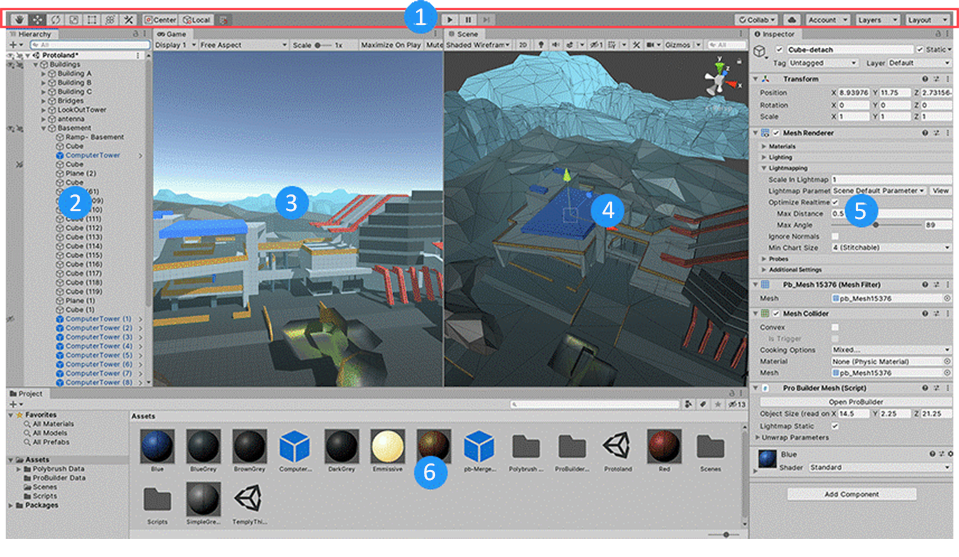 Center Local 1 Collab Account Layers Layout
Game
Display 1 Free Aspect Scale 1x Maximize On Play Mute
Scene
Shaded Wireframe 2D 1 Gizmos All
All
Protoland*
Buildings
Building A
Building B
Building C
Bridges
LookOutTower
antenna
Basement
Ramp- Basement
Cube
ComputerTower
Cube
Plane (2)
Cube
2
Cube (111)
Cube (112)
Cube (113)
Cube (114)
Cube (115)
Cube (116)
Cube (117)
Cube (118)
Cube (119)
Plane (1)
Cube (1)
ComputerTower (1)
ComputerTower (2)
ComputerTower (3)
ComputerTower (4)
ComputerTower (5)
ComputerTower (6)
ComputerTower (7)
ComputerTower (8)
3
y
x
4
Inspector
Cube-detach Static
Tag Untagged Layer Default
Transform
Position X 8.93976 Y 11.75 Z 2.73156
Rotation X 0 Y 0 Z 0
Scale X 1 Y 1 Z 1
Mesh Renderer
Materials
Lighting
Lightmapping
Scale In Lightmap 1
Lightmap Paramet Scene Default Parameter View
Optimize Realtime
Max Distance 0.5
5
Max Angle 89
Ignore Normals
Min Chart Size 4 (Stitchable)
Probes
Additional Settings
Pb_Mesh 15376 (Mesh Filter)
Mesh pb_Mesh15376
Mesh Collider
Convex
Is Trigger
Cooking Options Mixed...
Material None (Physic Material)
Mesh pb_Mesh15376
Pro Builder Mesh (Script)
Open ProBuilder
Object Size (read on X 14.5 Y 2.25 Z 21.25
Lightmap Static
Unwrap Parameters
Blue
Shader Standard
Add Component
Project
13
Favorites
All Materials
All Models
All Prefabs
Assets
Polybrush Data
ProBuilder Data
Scenes
Scripts
Packages
Assets
Blue BlueGrey BrownGrey Computer... DarkGrey Emmissive 6 pb-Merge... Polybrush ... ProBuilder... Protoland Red Scenes
Scripts SimpleGre... TemplyThi...